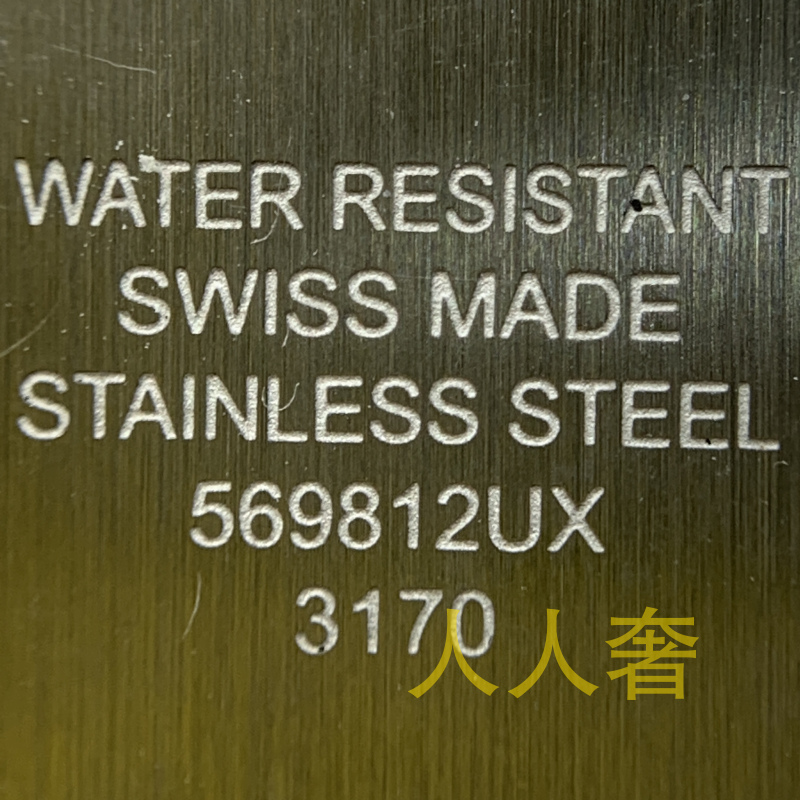 WATER RESISTANT
SWISS MADE
STAINLESS STEEL
569812UX
3170
人人奢